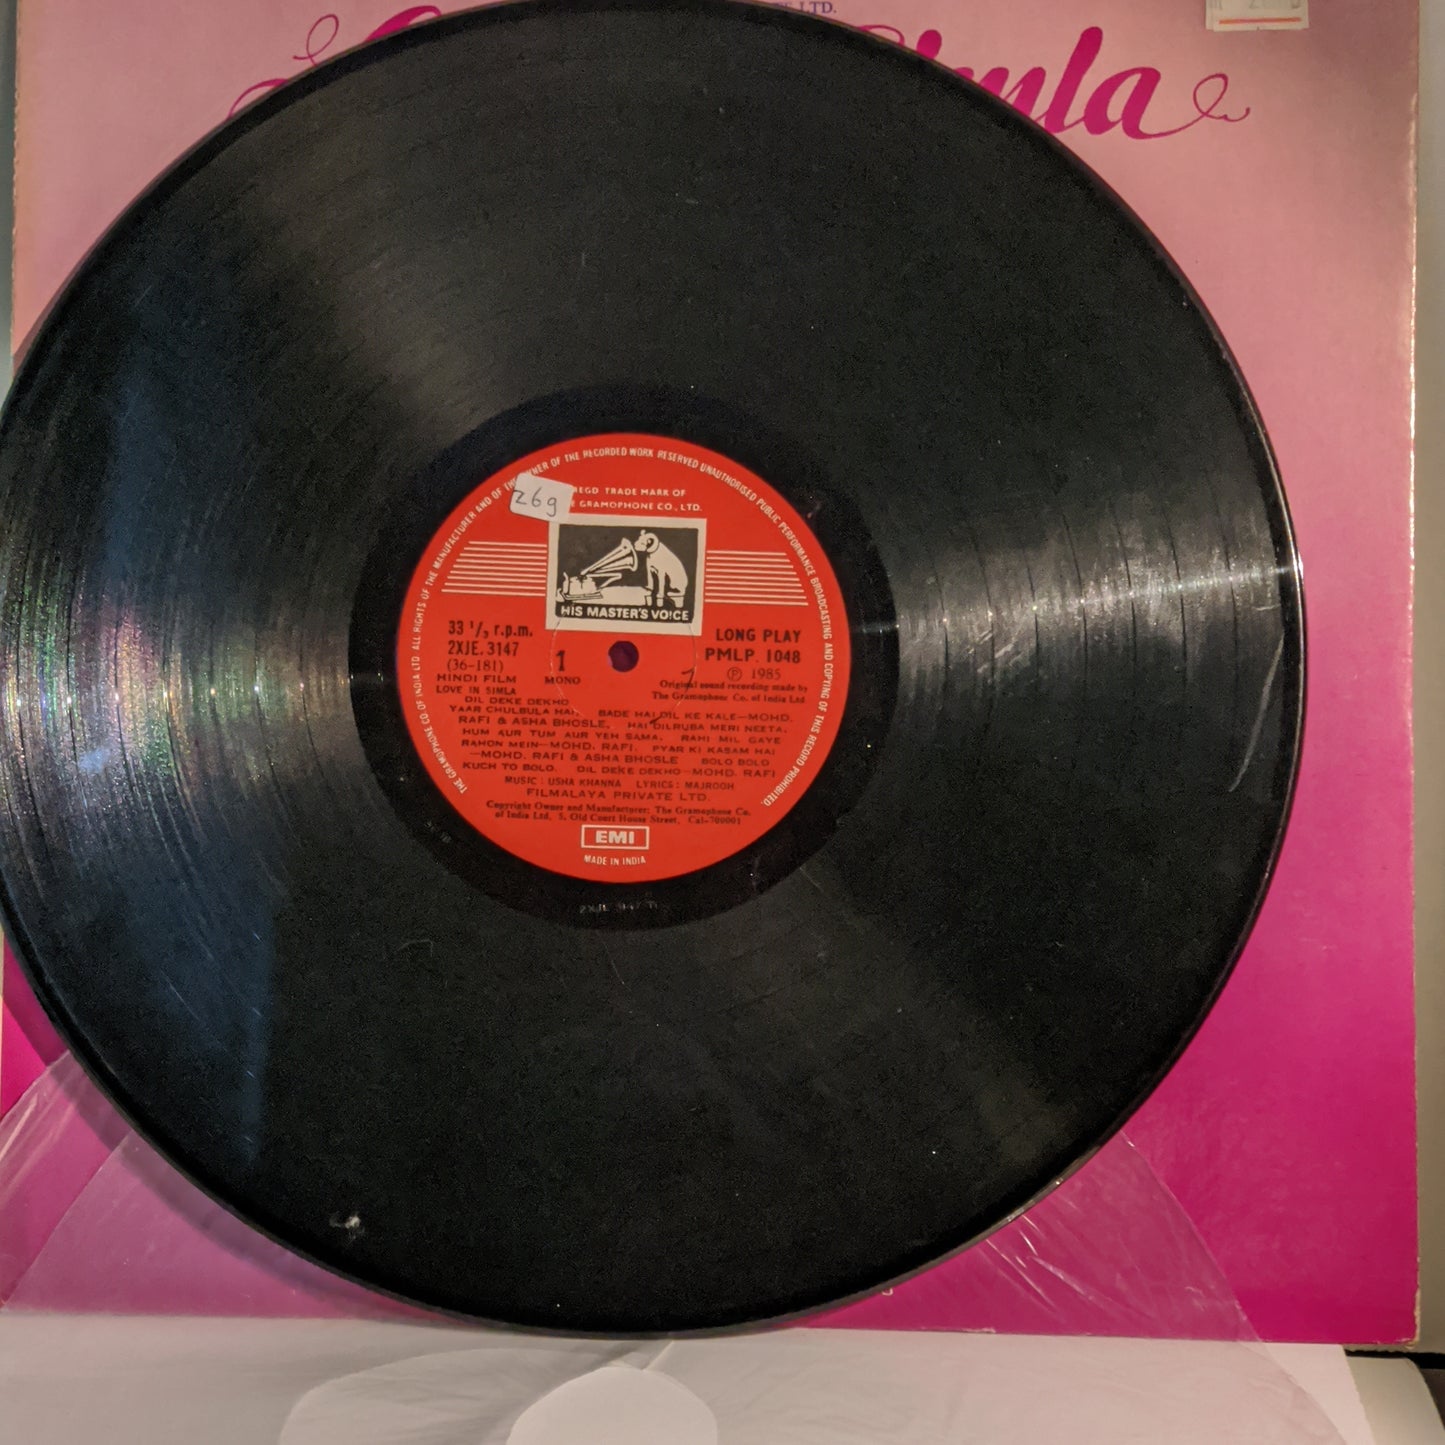 TE LTD.
Simla
269
THE GRAMOPHONE CO. OF INDIA LTD. ALL RIGHTS OF THE MANUFACTURER AND OF THE OWNER OF THE RECORDED WORK RESERVED UNAUTHORISED PUBLIC PERFORMANCE BROADCASTING AND COPYING OF THIS RECORD PROHIBITED.
REGD TRADE MARK OF
GRAMOPHONE CO., LTD.
HIS MASTER'S VOICE
33 1/3 r.p.m.
2XJE. 3147
(36-181)
1
MONO
LONG PLAY
PMLP. 1048
Ⓟ 1985
Original sound recording made by
The Gramophone Co. of India Ltd
HINDI FILM
LOVE IN SIMLA
DIL DEKE DEKHO
YAAR CHULBULA HAI, BADE HAI DIL KE KALE—MOHD.
RAFI & ASHA BHOSLE. HAI DILRUBA MERI NEETA,
HUM AUR TUM AUR YEH SAMA, RAHI MIL GAYE
RAHON MEIN—MOHD. RAFI. PYAR KI KASAM HAI
—MOHD. RAFI & ASHA BHOSLE BOLO BOLO
KUCH TO BOLO, DIL DEKE DEKHO—MOHD. RAFI
MUSIC : USHA KHANNA LYRICS : MAJROOH
FILMALAYA PRIVATE LTD.
Copyright Owner and Manufacturer: The Gramophone Co.
of India Ltd, 5, Old Court House Street, Cal-700001
EMI
MADE IN INDIA
2XJE 3147